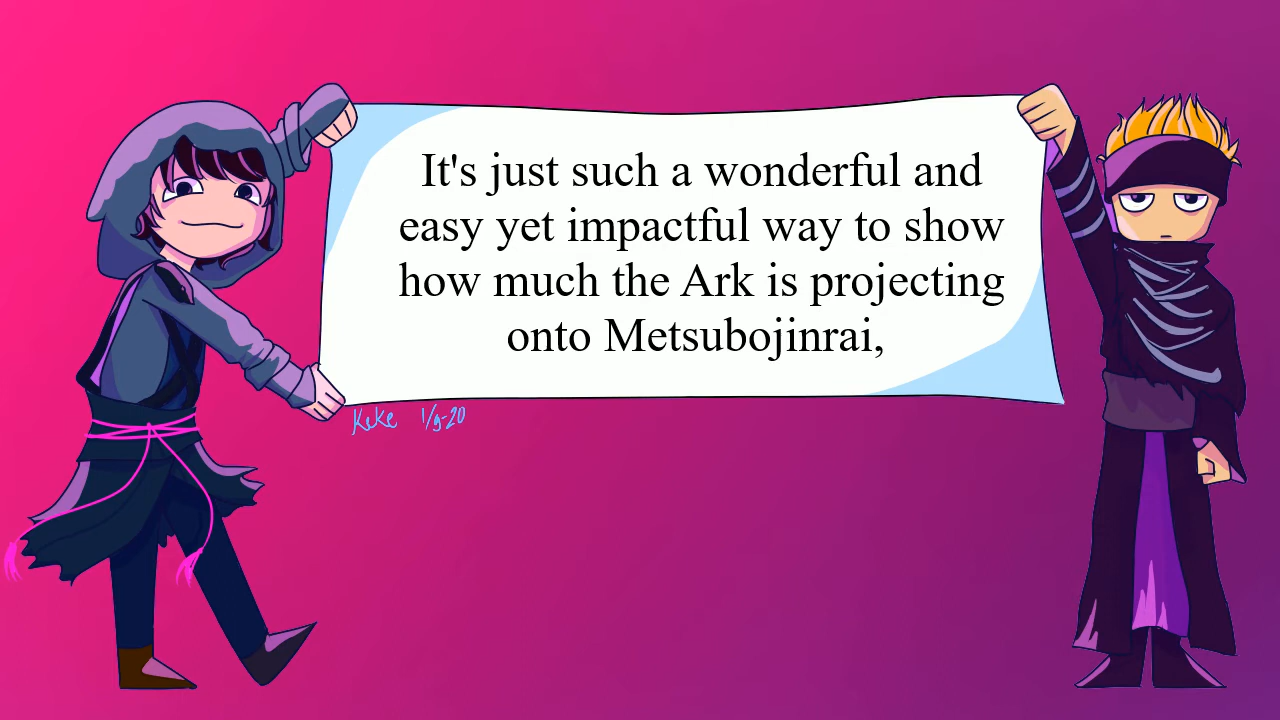 It's just such a wonderful and
easy yet impactful way to show
how much the Ark is projecting
onto Metsubojinrai,
KeKe 1/9-20